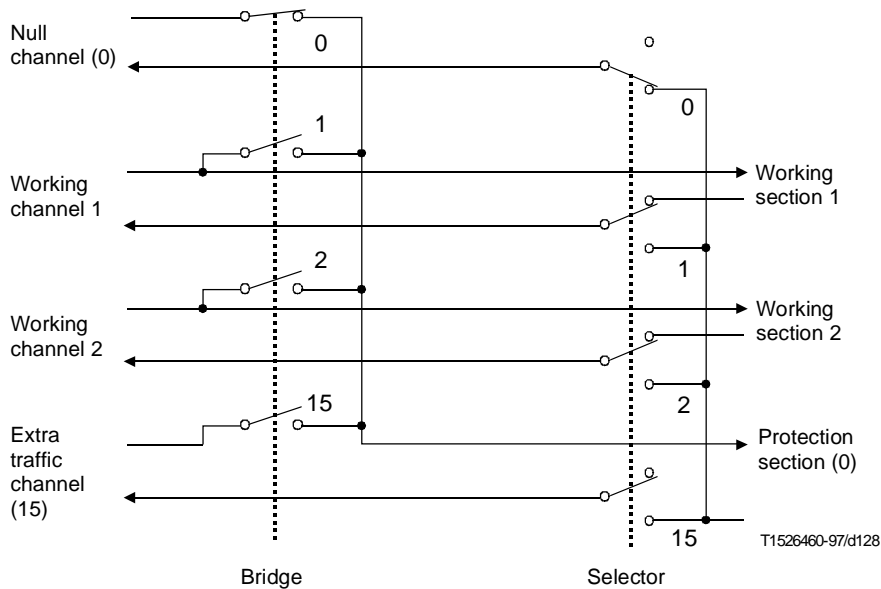 Null
channel (0)
0
0
1
Working
channel 1
Working
section 1
1
2
Working
channel 2
Working
section 2
2
15
Extra
traffic
channel
(15)
Protection
section (0)
15
T1526460-97/d128
Bridge
Selector